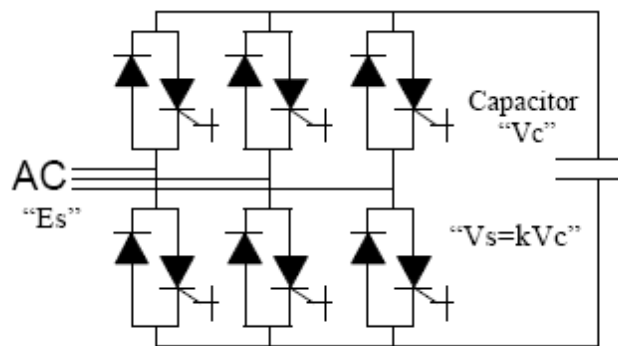 Capacitor
“Vc”
AC
“Es”
“Vs=kVc”